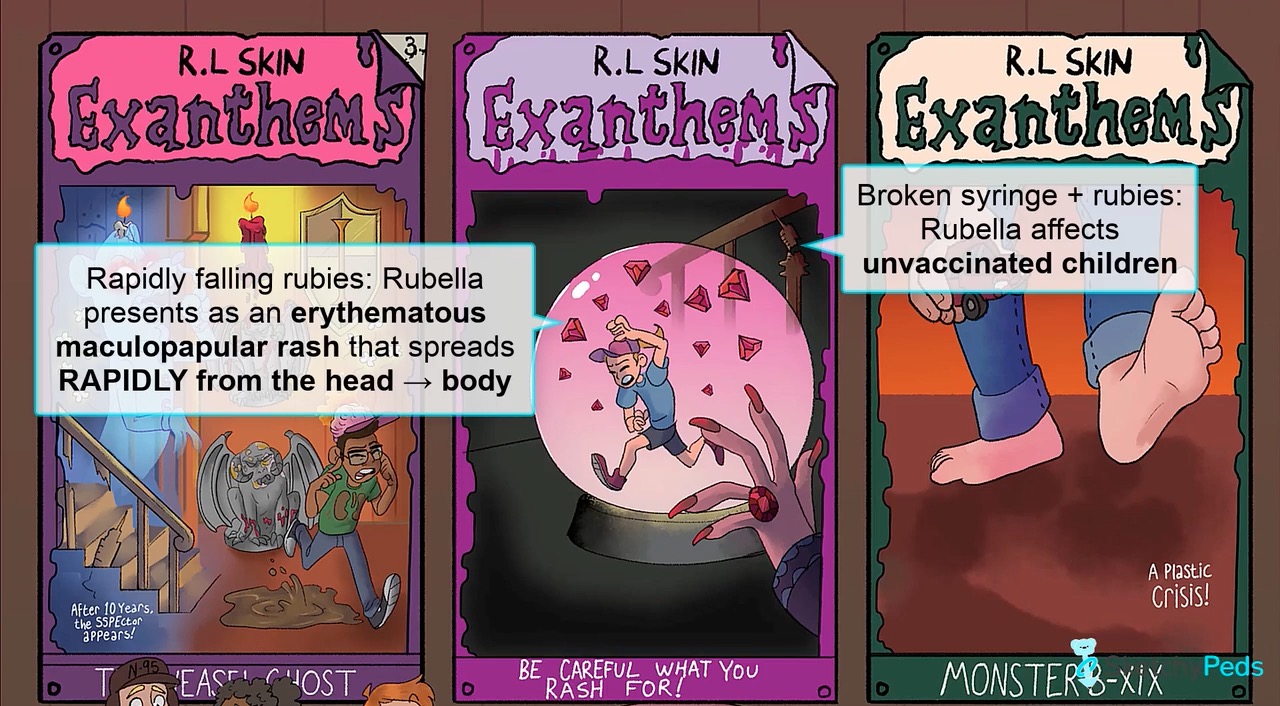 R.L SKIN
Exanthems
3.
Rapidly falling rubies: Rubella
presents as an erythematous
maculopapular rash that spreads
RAPIDLY from the head → body
After 10 Years,
the SSPEctor
appears!
GHOST
N-95
R.L SKIN
Exanthems
BE CAREFUL WHAT YOU
RASH FOR!
R.L SKIN
Exanthems
Broken syringe + rubies:
Rubella affects
unvaccinated children
A Plastic
Crisis!
MONSTER B-XIX
Peds